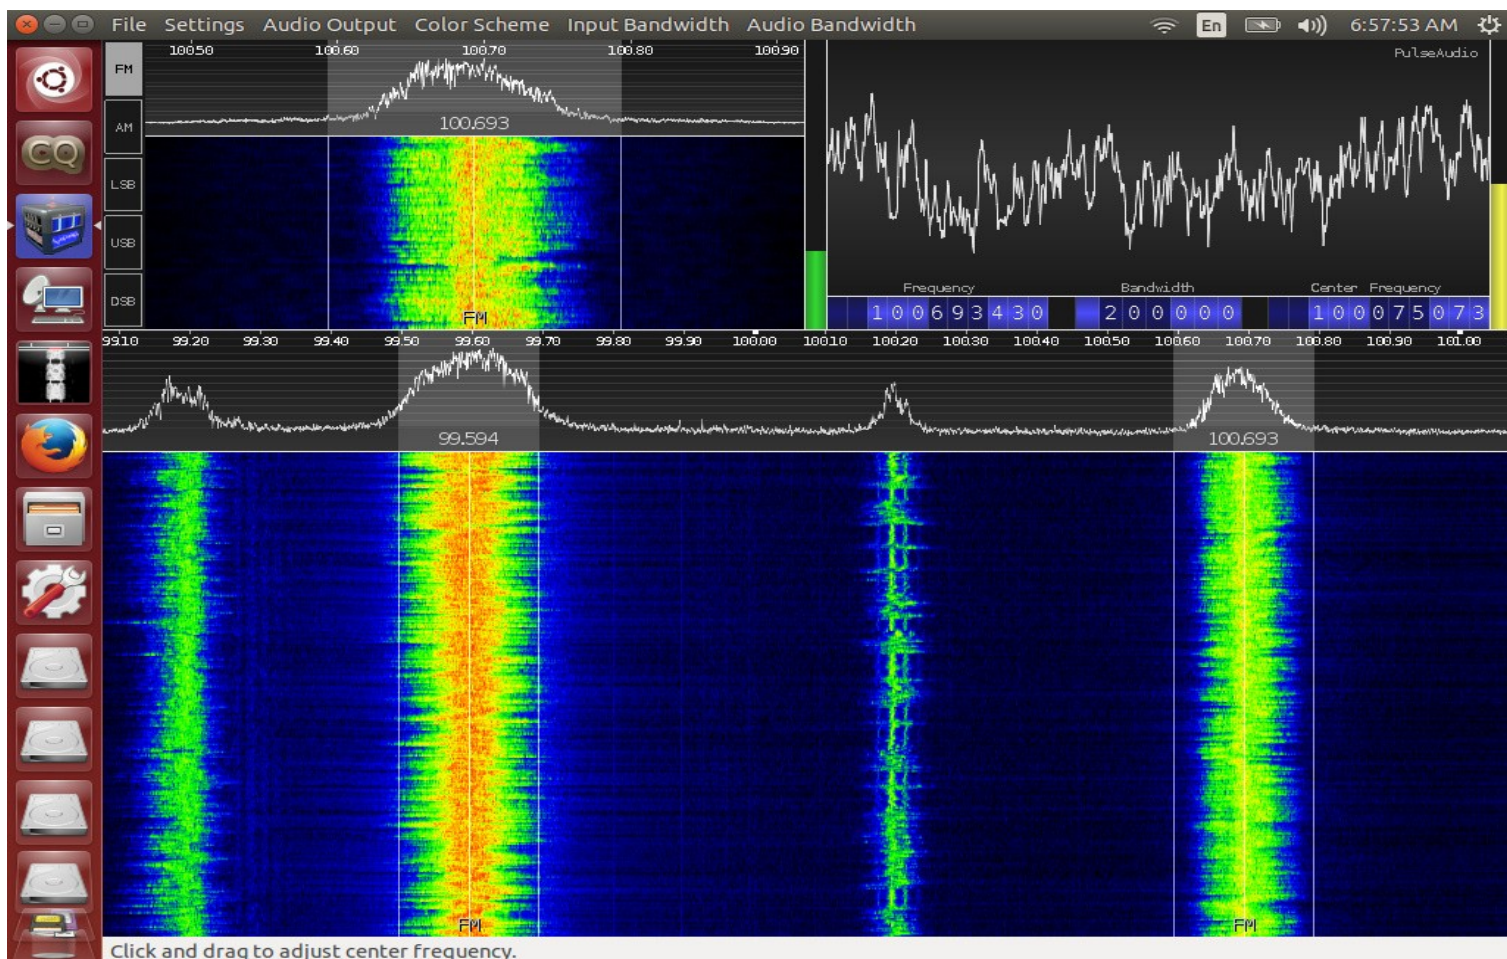 File Settings Audio Output Color Scheme Input Bandwidth Audio Bandwidth En 6:57:53 AM
CQ
FM
AM
LSB
USB
DSB
100.50 100.60 100.70 100.80 100.90
100.693
FM
PulseAudio
Frequency Bandwidth Center Frequency
100693430 200000 100075073
99.10 99.20 99.30 99.40 99.50 99.60 99.70 99.80 99.90 100.00 100.10 100.20 100.30 100.40 100.50 100.60 100.70 100.80 100.90 101.00
99.594 100.693
FM FM
Click and drag to adjust center frequency.